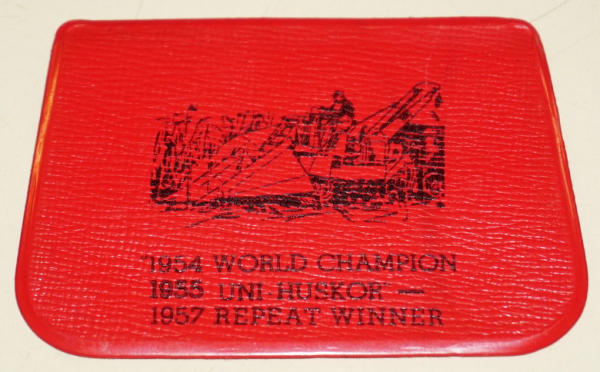 1954 WORLD CHAMPION
1955 UNI-HUSKOR —
1957 REPEAT WINNER